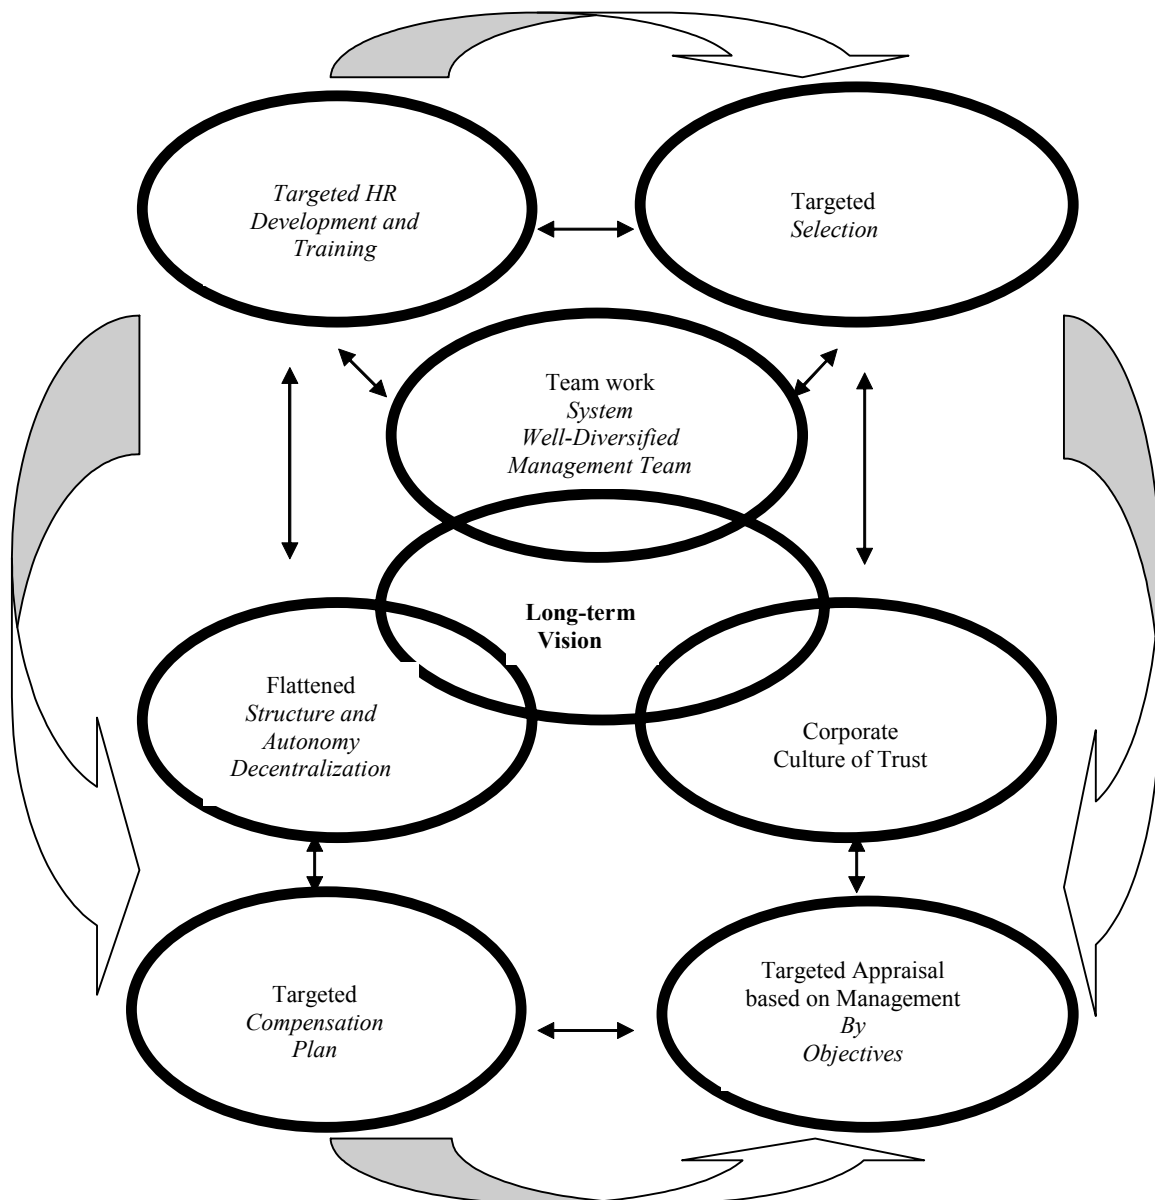 Targeted HR
Development and
Training
Targeted
Selection
Team work
System
Well-Diversified
Management Team
Long-term
Vision
Flattened
Structure and
Autonomy
Decentralization
Corporate
Culture of Trust
Targeted
Compensation
Plan
Targeted Appraisal
based on Management
By
Objectives